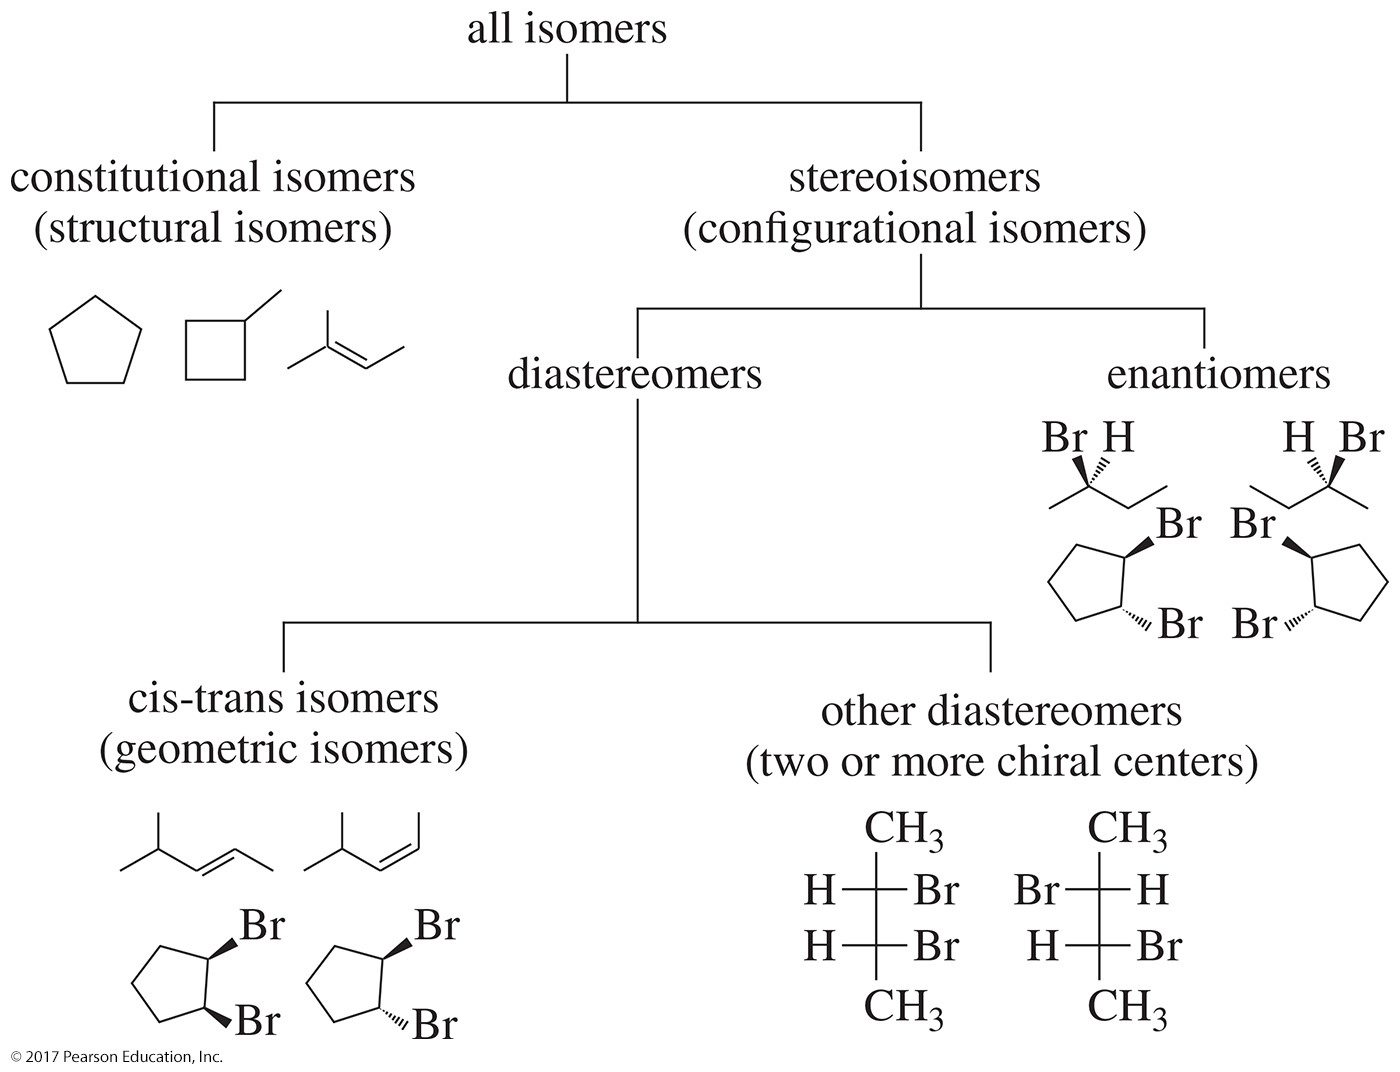 all isomers
constitutional isomers
(structural isomers)
stereoisomers
(configurational isomers)
diastereomers
enantiomers
Br H
H Br
Br
Br
Br
Br
cis-trans isomers
(geometric isomers)
other diastereomers
(two or more chiral centers)
CH3
H Br
H Br
CH3
CH3
Br H
H Br
CH3
Br
Br
Br
Br
© 2017 Pearson Education, Inc.